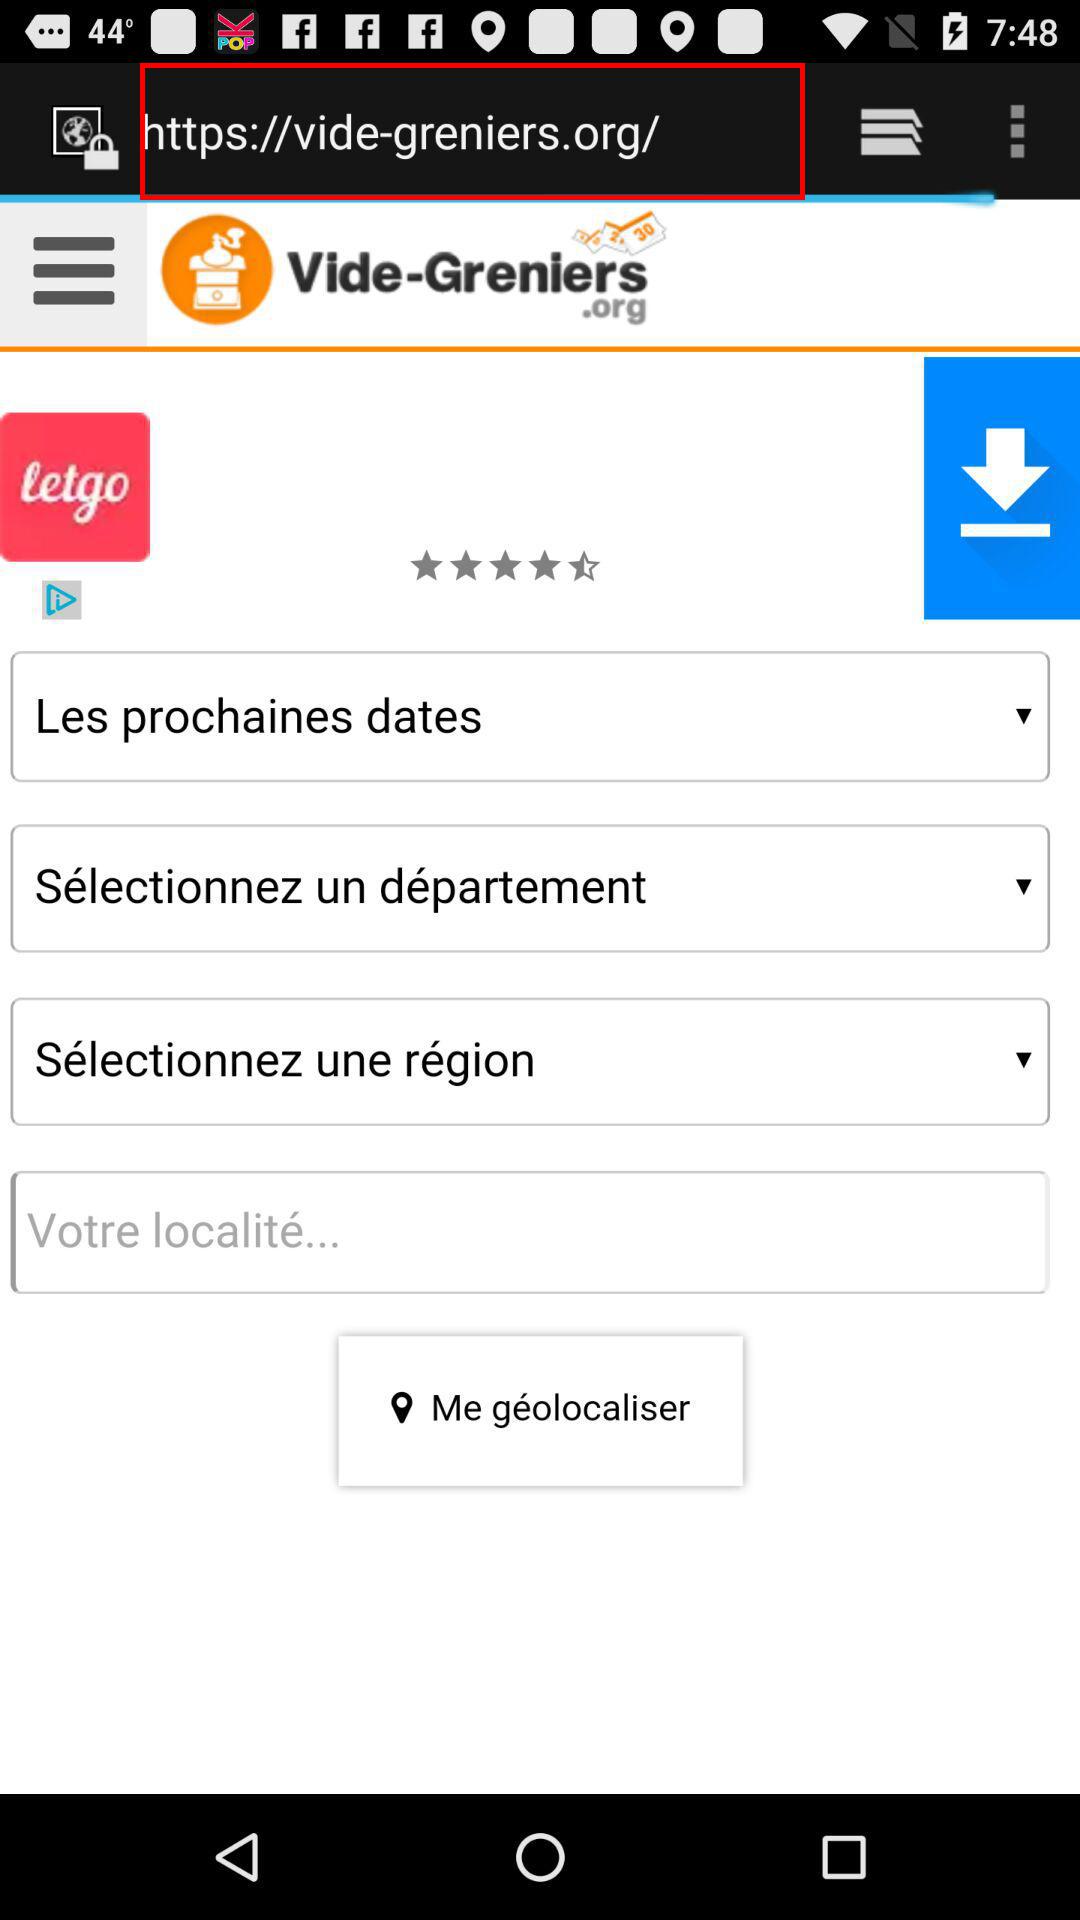 44°
K
POP
7:48
https://vide-greniers.org/
30
Vide-Greniers
.org
letgo
Les prochaines dates
Sélectionnez un département
Sélectionnez une région
Votre localité...
Me géolocaliser